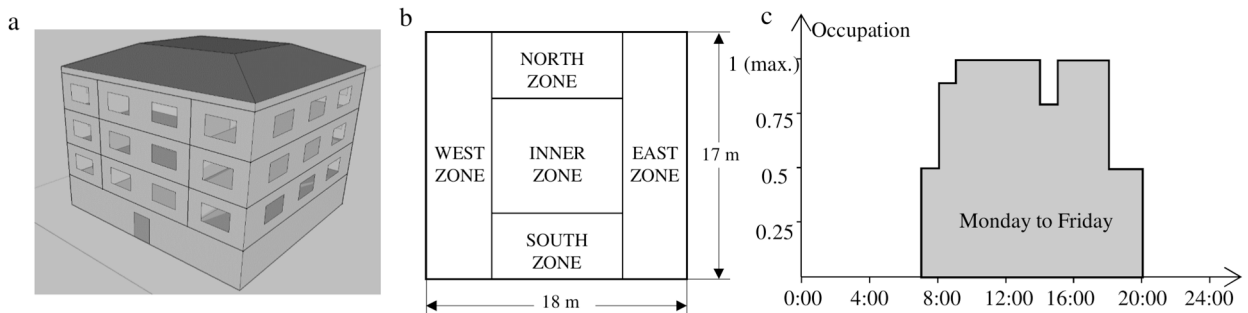 a
b
NORTH
ZONE
WEST
ZONE
INNER
ZONE
EAST
ZONE
SOUTH
ZONE
17 m
18 m
c
Occupation
1 (max.)
0.75
0.5
0.25
Monday to Friday
0:00 4:00 8:00 12:00 16:00 20:00 24:00